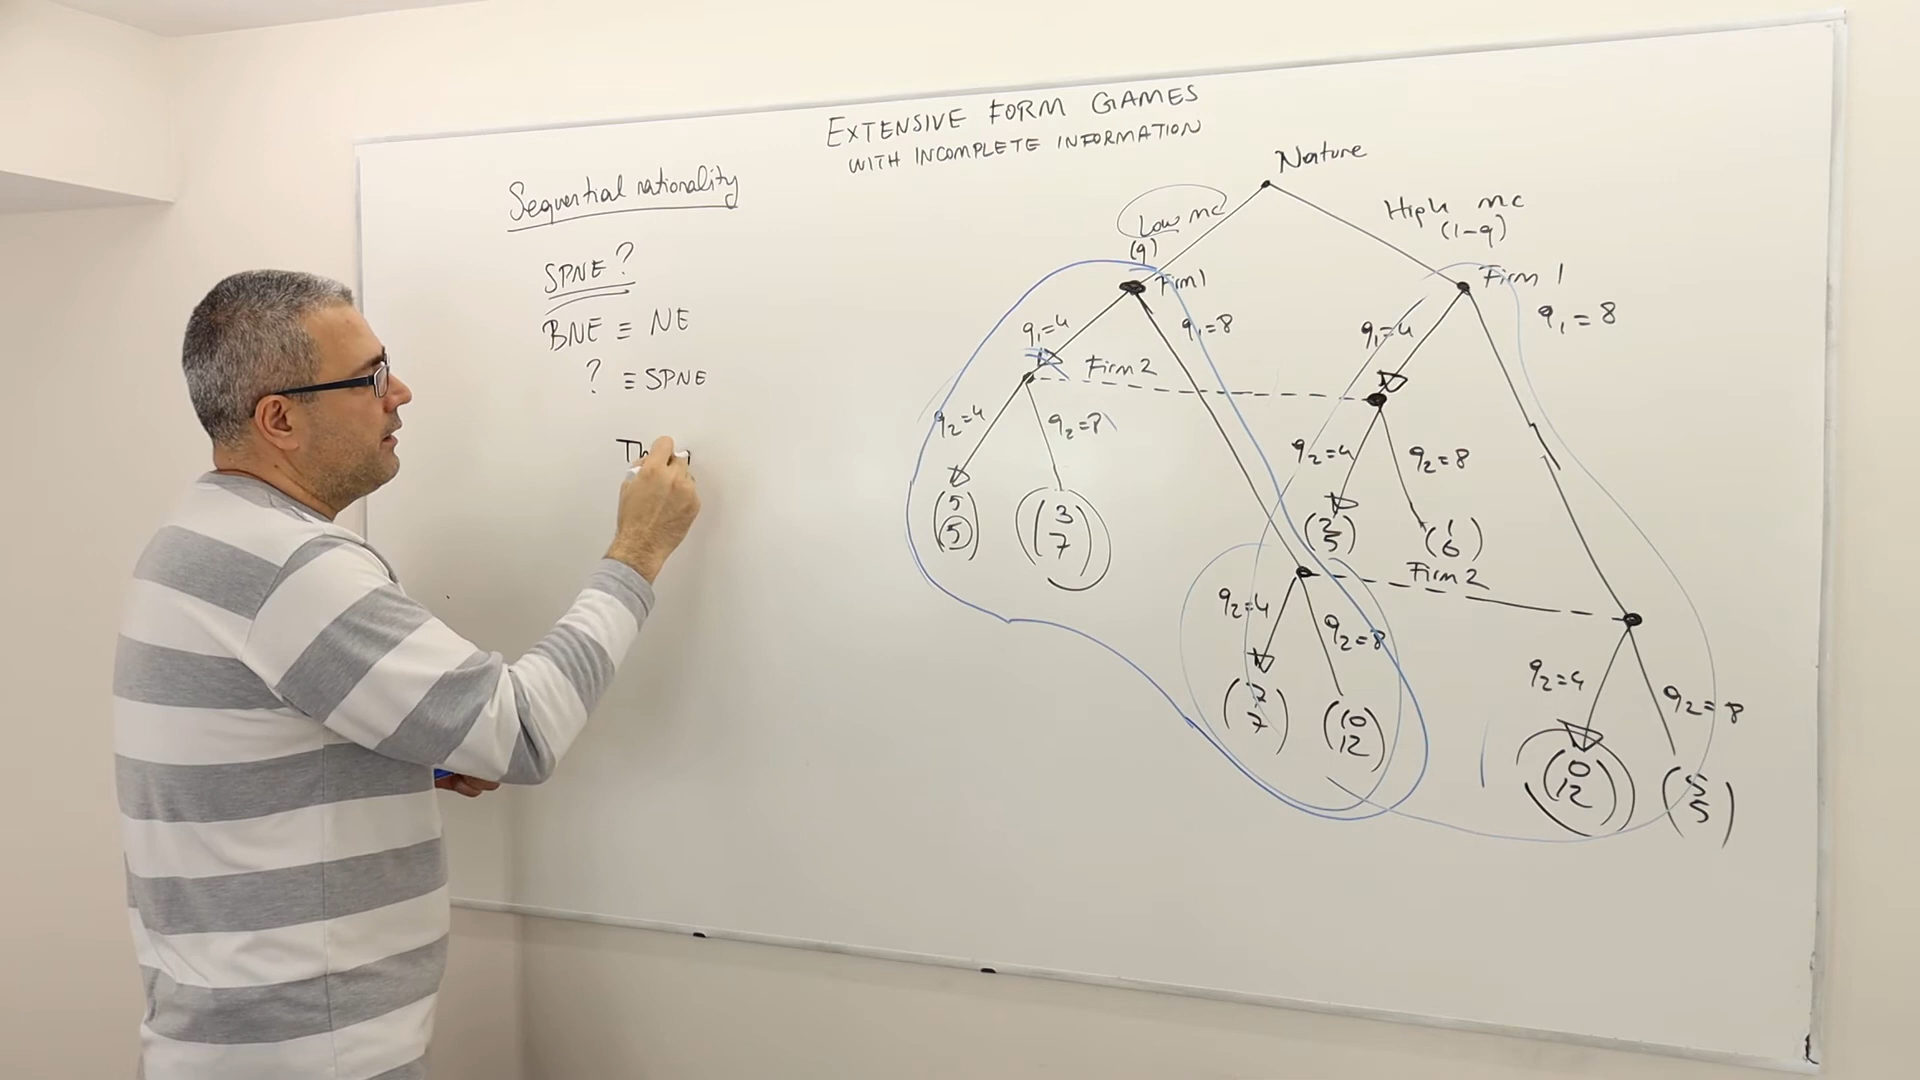 EXTENSIVE FORM GAMES
WITH INCOMPLETE INFORMATION
Sequential rationality
SPNE?
BNE ≡ NE
? ≡ SPNE
Nature
Low mc
(q)
High mc
(1-q)
Firm 1
Firm 1
q₁=4
q₁=8
q₁=4
q₁=8
Firm 2
q₂=4
q₂=8
q₂=4
q₂=8
(5
5)
(3
7)
(2
5)
(1
6)
Firm 2
q₂=4
q₂=8
q₂=4
q₂=8
(7
7)
(10
12)
(0
12)
(5
5)